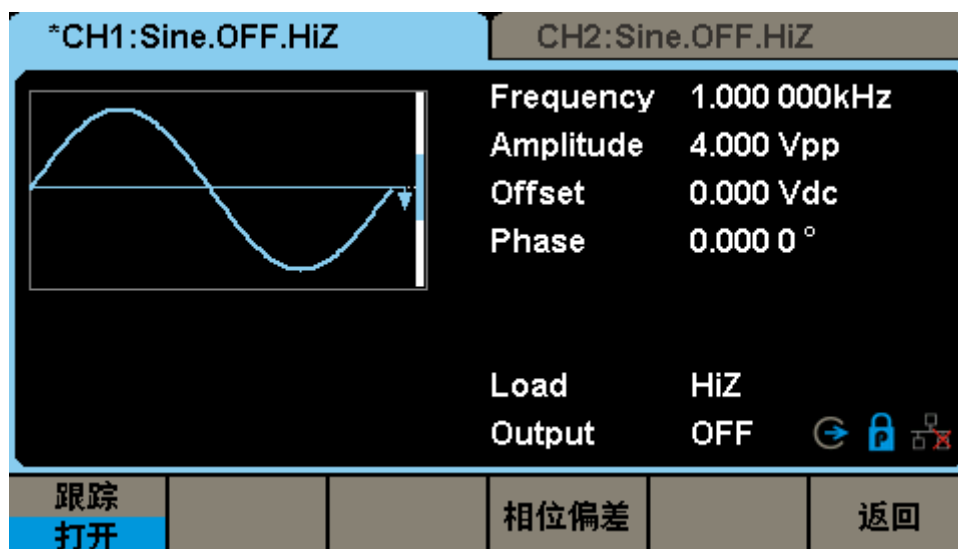 *CH1:Sine.OFF.HiZ
CH2:Sine.OFF.HiZ
Frequency 1.000 000kHz
Amplitude 4.000 Vpp
Offset 0.000 Vdc
Phase 0.000 0 °
Load HiZ
Output OFF
跟踪
打开
相位偏差
返回